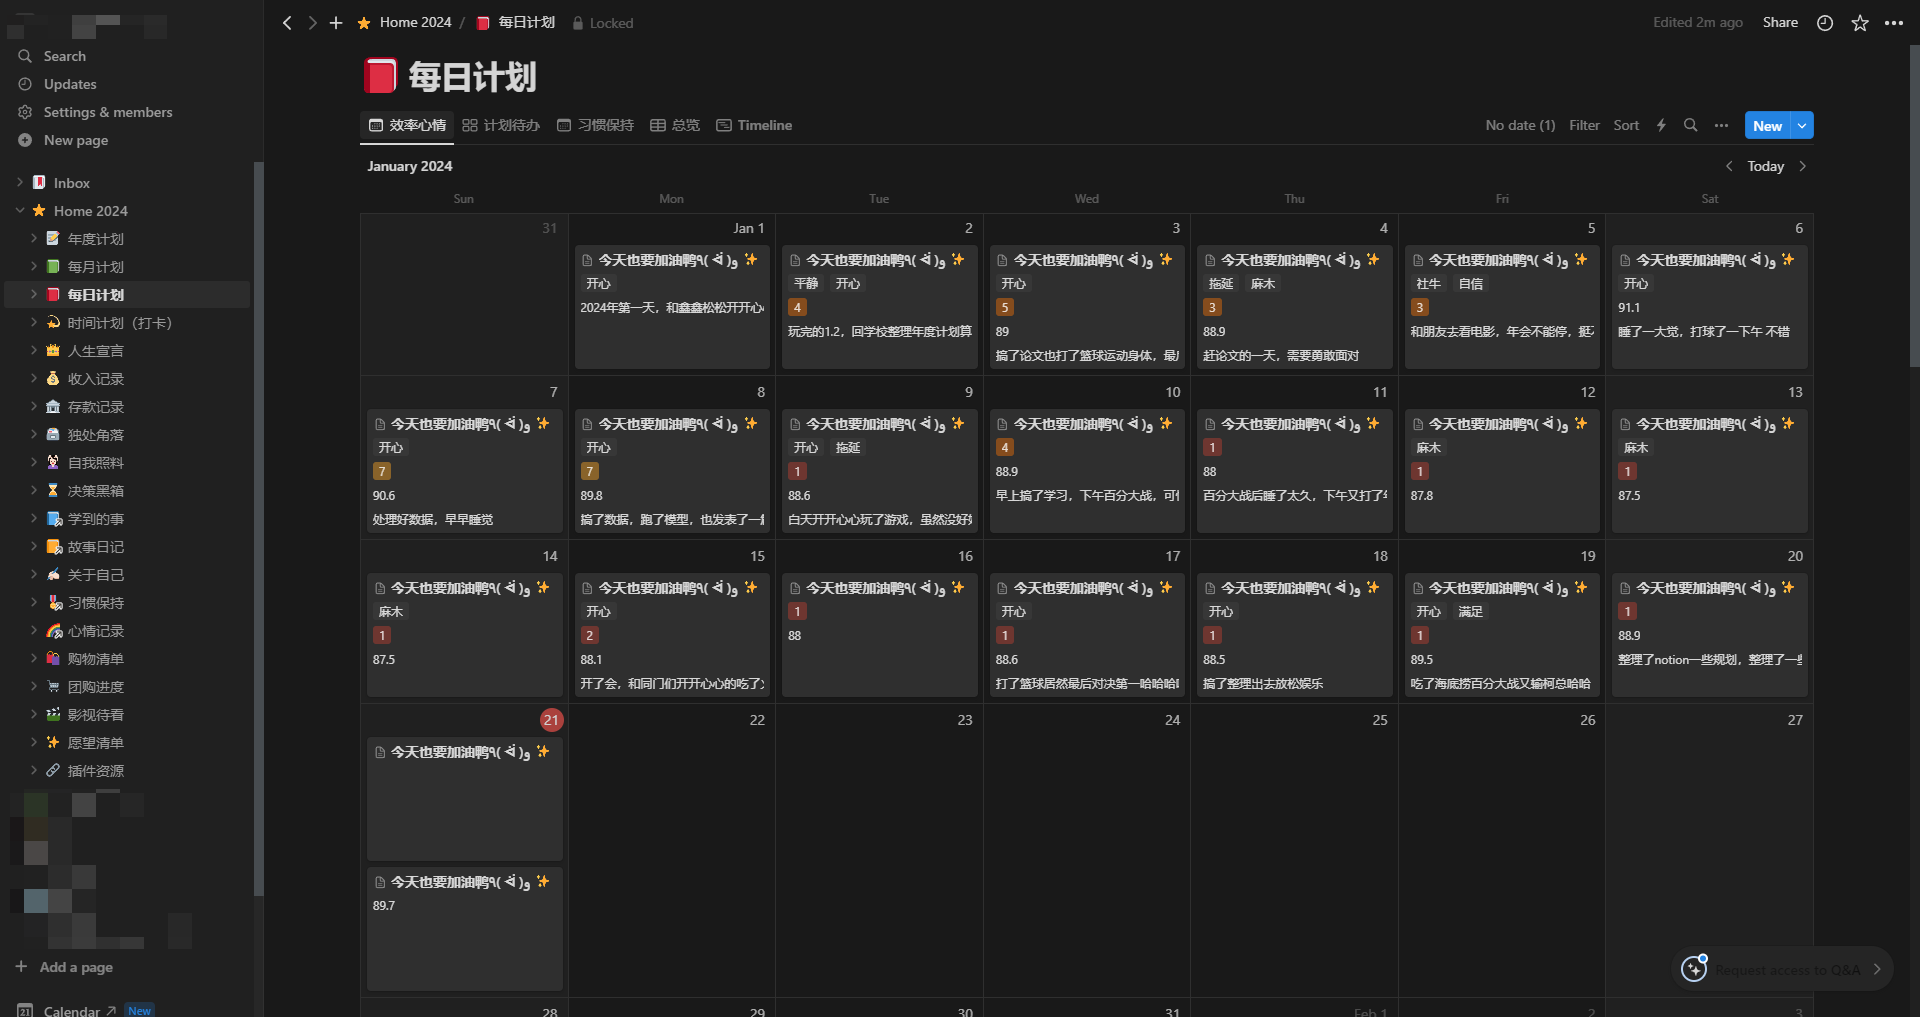 Search
Updates
Settings & members
New page
Inbox
Home 2024
年度计划
每月计划
每日计划
时间计划（打卡）
人生宣言
收入记录
存款记录
独处角落
自我照料
决策黑箱
学到的事
故事日记
关于自己
习惯保持
心情记录
购物清单
团购进度
影视待看
愿望清单
插件资源
Add a page
Calendar New
Home 2024 / 每日计划 Locked
Edited 2m ago Share
每日计划
效率心情 计划待办 习惯保持 总览 Timeline
No date (1) Filter Sort New
January 2024
Today
Sun Mon Tue Wed Thu Fri Sat
31
Jan 1
今天也要加油鸭٩( ᐛ )و ✨
开心
2024年第一天，和鑫鑫松松开开心
2
今天也要加油鸭٩( ᐛ )و ✨
平静 开心
4
玩完的1.2，回学校整理年度计划算
3
今天也要加油鸭٩( ᐛ )و ✨
开心
5
89
搞了论文也打了篮球运动身体，最
4
今天也要加油鸭٩( ᐛ )و ✨
拖延 麻木
3
88.9
赶论文的一天，需要勇敢面对
5
今天也要加油鸭٩( ᐛ )و ✨
社牛 自信
3
和朋友去看电影，年会不能停，挺
6
今天也要加油鸭٩( ᐛ )و ✨
开心
91.1
睡了一大觉，打球了一下午 不错
7
今天也要加油鸭٩( ᐛ )و ✨
开心
7
90.6
处理好数据，早早睡觉
8
今天也要加油鸭٩( ᐛ )و ✨
开心
7
89.8
搞了数据，跑了模型，也发表了一
9
今天也要加油鸭٩( ᐛ )و ✨
开心 拖延
1
88.6
白天开开心心玩了游戏，虽然没好
10
今天也要加油鸭٩( ᐛ )و ✨
4
88.9
早上搞了学习，下午百分大战，可
11
今天也要加油鸭٩( ᐛ )و ✨
1
88
百分大战后睡了太久，下午又打了
12
今天也要加油鸭٩( ᐛ )و ✨
麻木
1
87.8
13
今天也要加油鸭٩( ᐛ )و ✨
麻木
1
87.5
14
今天也要加油鸭٩( ᐛ )و ✨
麻木
1
87.5
15
今天也要加油鸭٩( ᐛ )و ✨
开心
2
88.1
开了会，和同门们开开心心的吃了
16
今天也要加油鸭٩( ᐛ )و ✨
1
88
17
今天也要加油鸭٩( ᐛ )و ✨
开心
1
88.6
打了篮球居然最后对决第一哈哈哈
18
今天也要加油鸭٩( ᐛ )و ✨
开心
1
88.5
搞了整理出去放松娱乐
19
今天也要加油鸭٩( ᐛ )و ✨
开心 满足
1
89.5
吃了海底捞百分大战又输柯总哈哈
20
今天也要加油鸭٩( ᐛ )و ✨
1
88.9
整理了notion一些规划，整理了一些
21
今天也要加油鸭٩( ᐛ )و ✨
今天也要加油鸭٩( ᐛ )و ✨
89.7
22 23 24 25 26 27
28 29 30 31 Feb 1 2 3
Request access to Q&A